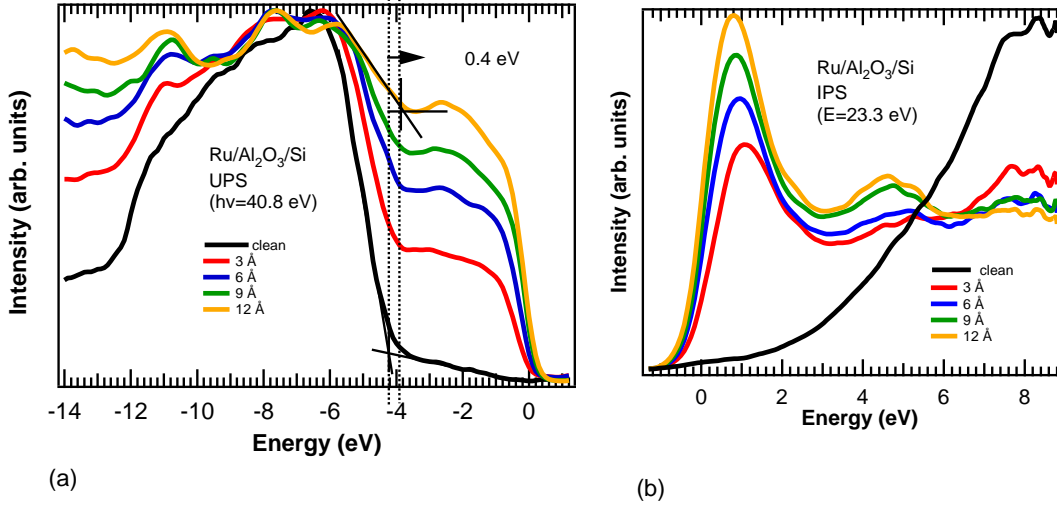 Intensity (arb. units)
0.4 eV
Ru/Al₂O₃/Si
UPS
(hν=40.8 eV)
clean
3 Å
6 Å
9 Å
12 Å
-14 -12 -10 -8 -6 -4 -2 0
Energy (eV)
(a)
Intensity (arb. units)
Ru/Al₂O₃/Si
IPS
(E=23.3 eV)
clean
3 Å
6 Å
9 Å
12 Å
0 2 4 6 8
Energy (eV)
(b)